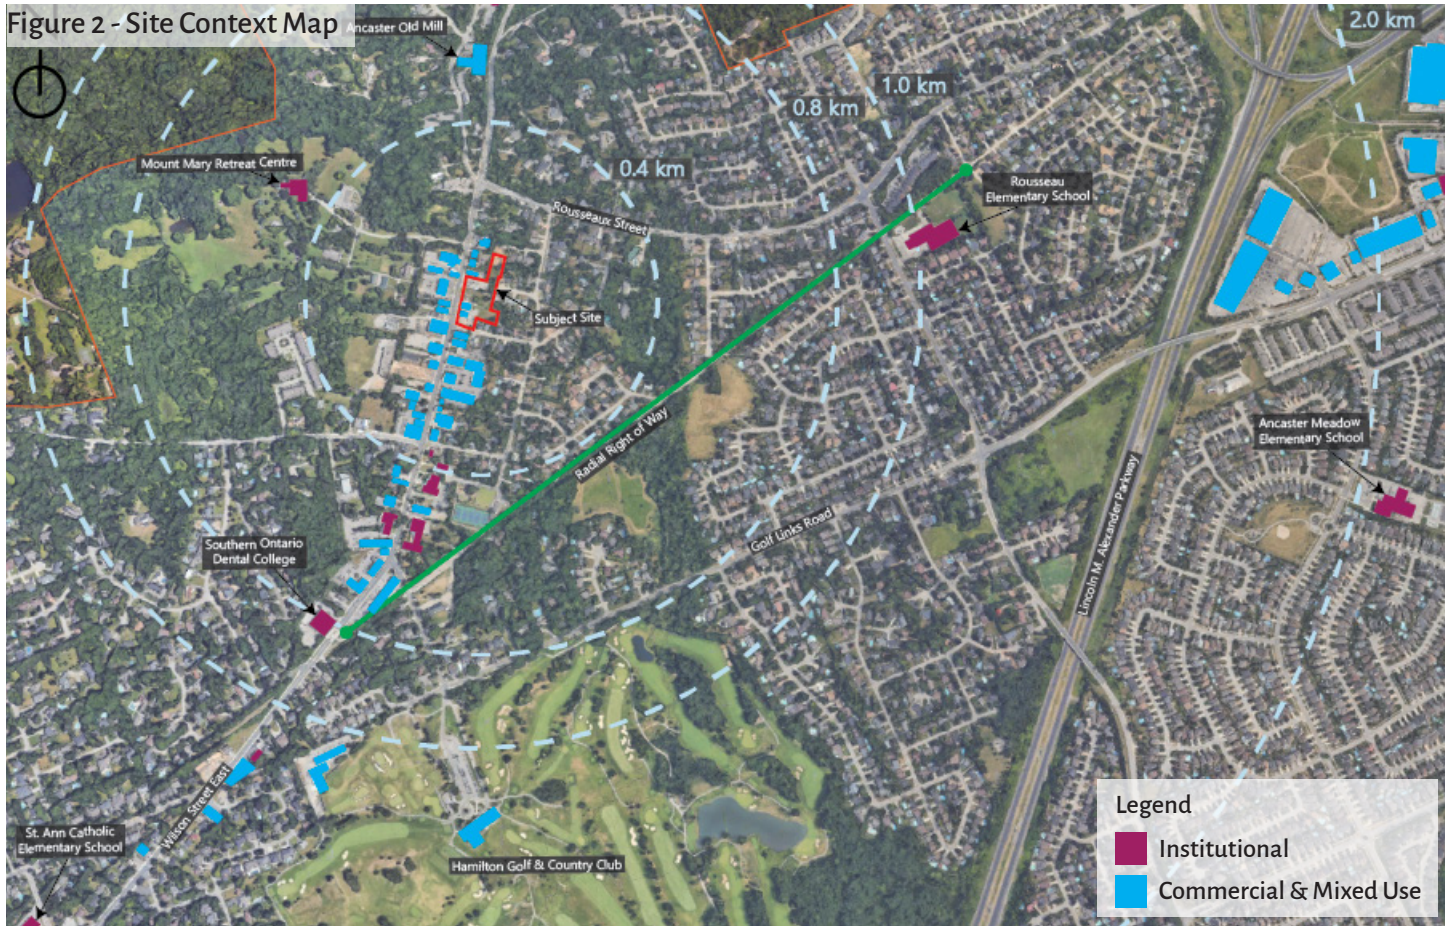 Figure 2 - Site Context Map
Ancaster Old Mill
2.0 km
1.0 km
0.8 km
0.4 km
Mount Mary Retreat Centre
Rousseau
Elementary School
Rousseaux Street
Subject Site
Radial Right of Way
Ancaster Meadow
Elementary School
Golf Links Road
Lincoln M. Alexander Parkway
Southern Ontario
Dental College
Wilson Street East
St. Ann Catholic
Elementary School
Hamilton Golf & Country Club
Legend
Institutional
Commercial & Mixed Use